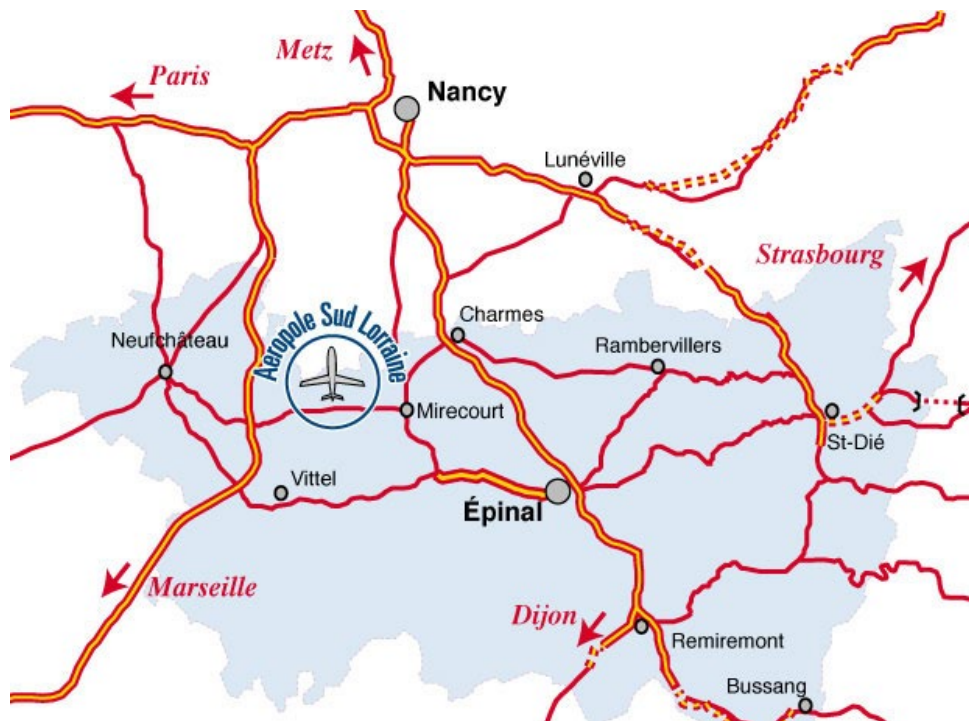 Metz
Paris
Nancy
Lunéville
Strasbourg
Aéropole Sud Lorraine
Charmes
Neufchâteau
Rambervillers
Mirecourt
St-Dié
Vittel
Épinal
Marseille
Dijon
Remiremont
Bussang